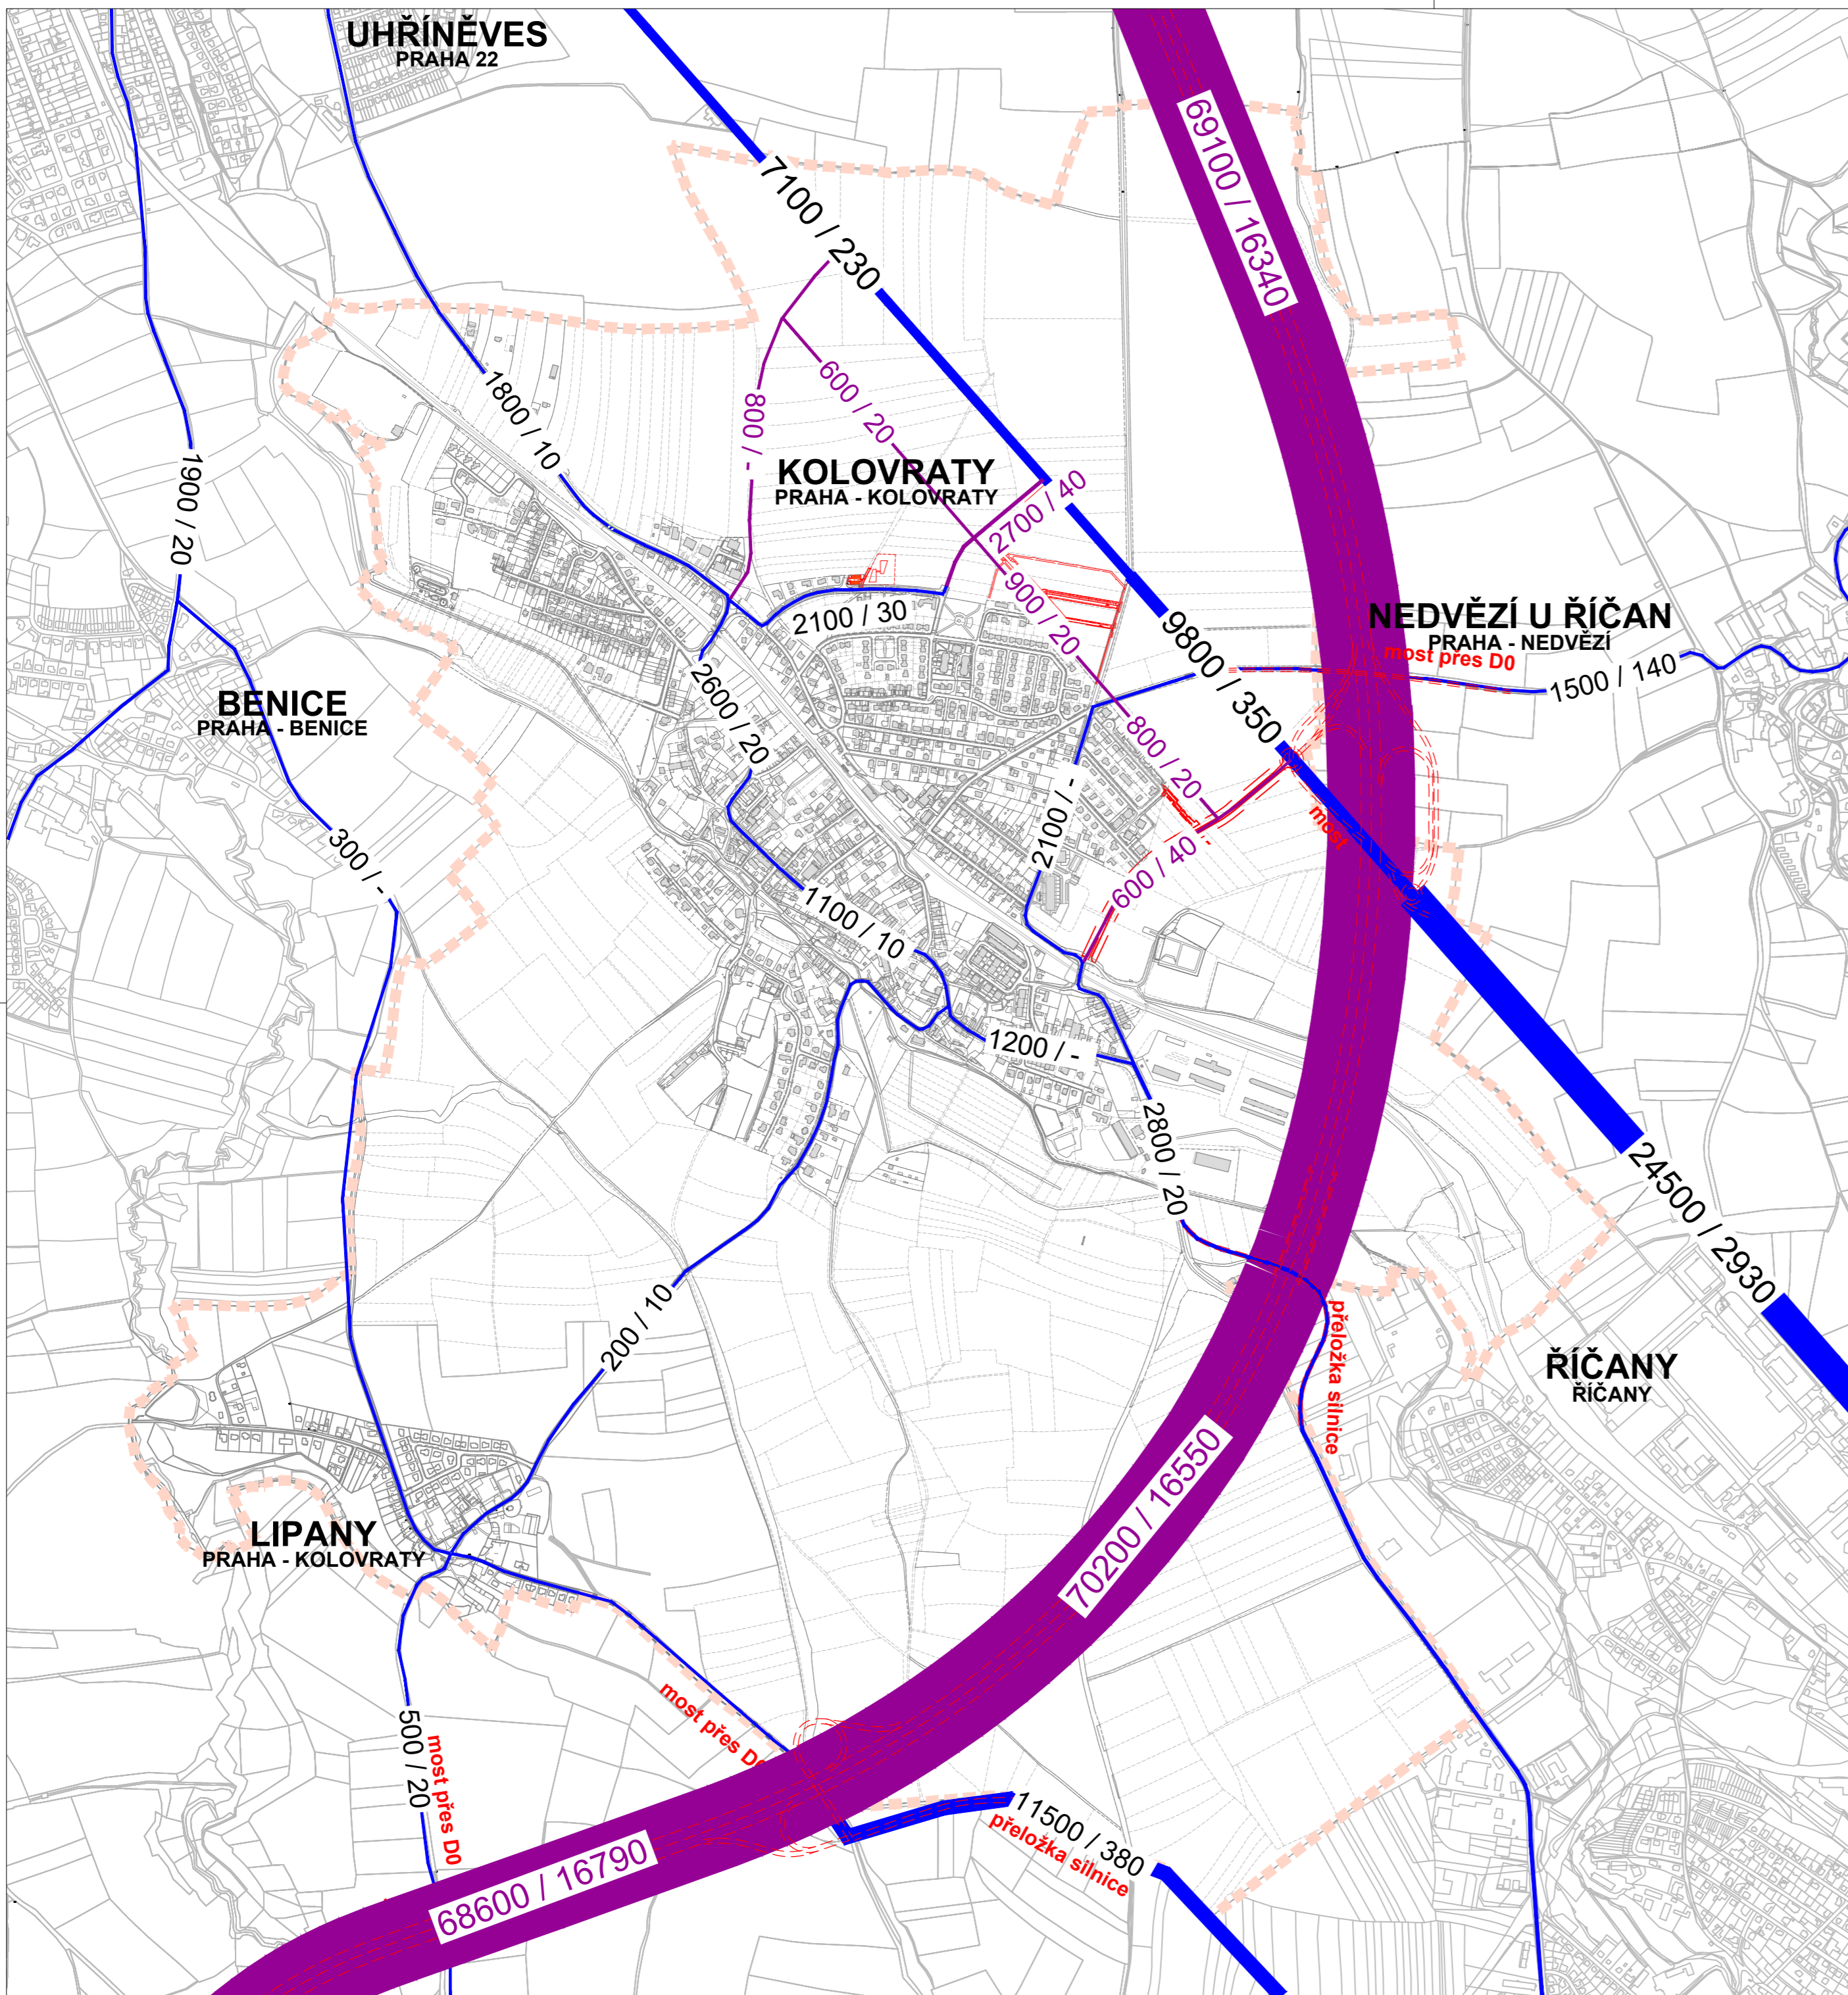 UHŘÍNĚVES
PRAHA 22
7100 / 230
69100 / 16340
1800 / 10
800 / -
600 / 20
1900 / 20
KOLOVRATY
PRAHA - KOLOVRATY
2700 / 40
900 / 20
2100 / 30
9800 / 350
NEDVĚZÍ U ŘÍČAN
PRAHA - NEDVĚZÍ
most přes D0
1500 / 140
BENICE
PRAHA - BENICE
2600 / 20
800 / 20
2100 / -
most
300 / -
600 / 40
1100 / 10
1200 / -
2800 / 20
24500 / 2930
200 / 10
přeložka silnice
ŘÍČANY
ŘÍČANY
70200 / 16550
LIPANY
PRAHA - KOLOVRATY
most přes D0
500 / 20
most přes D0
11500 / 380
přeložka silnice
68600 / 16790